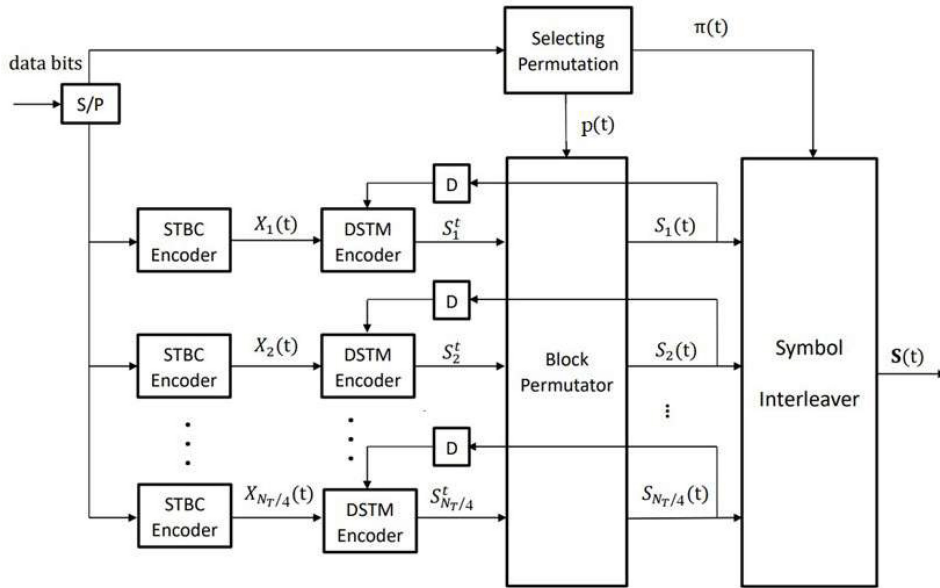 data bits
S/P
Selecting
Permutation
π(t)
p(t)
D
STBC
Encoder
X₁(t)
DSTM
Encoder
S₁ᵗ
S₁(t)
D
STBC
Encoder
X₂(t)
DSTM
Encoder
S₂ᵗ
Block
Permutator
S₂(t)
Symbol
Interleaver
S(t)
D
STBC
Encoder
X_{N_T/4}(t)
DSTM
Encoder
S^t_{N_T/4}
S_{N_T/4}(t)